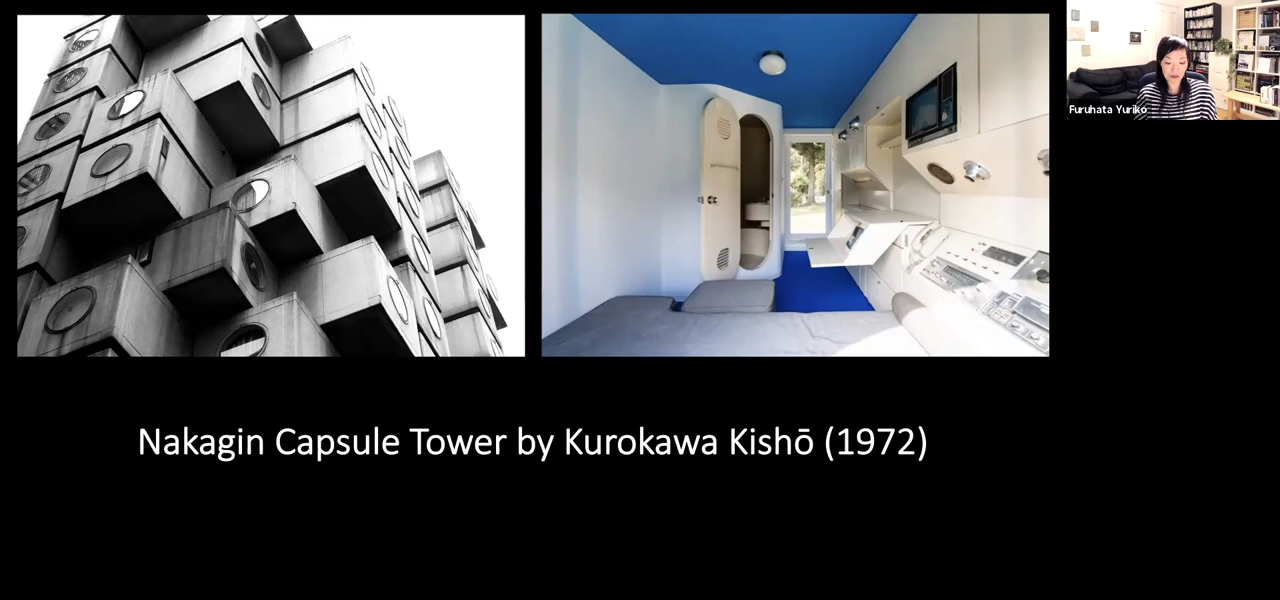 Furuhata Yuriko
Nakagin Capsule Tower by Kurokawa Kishō (1972)